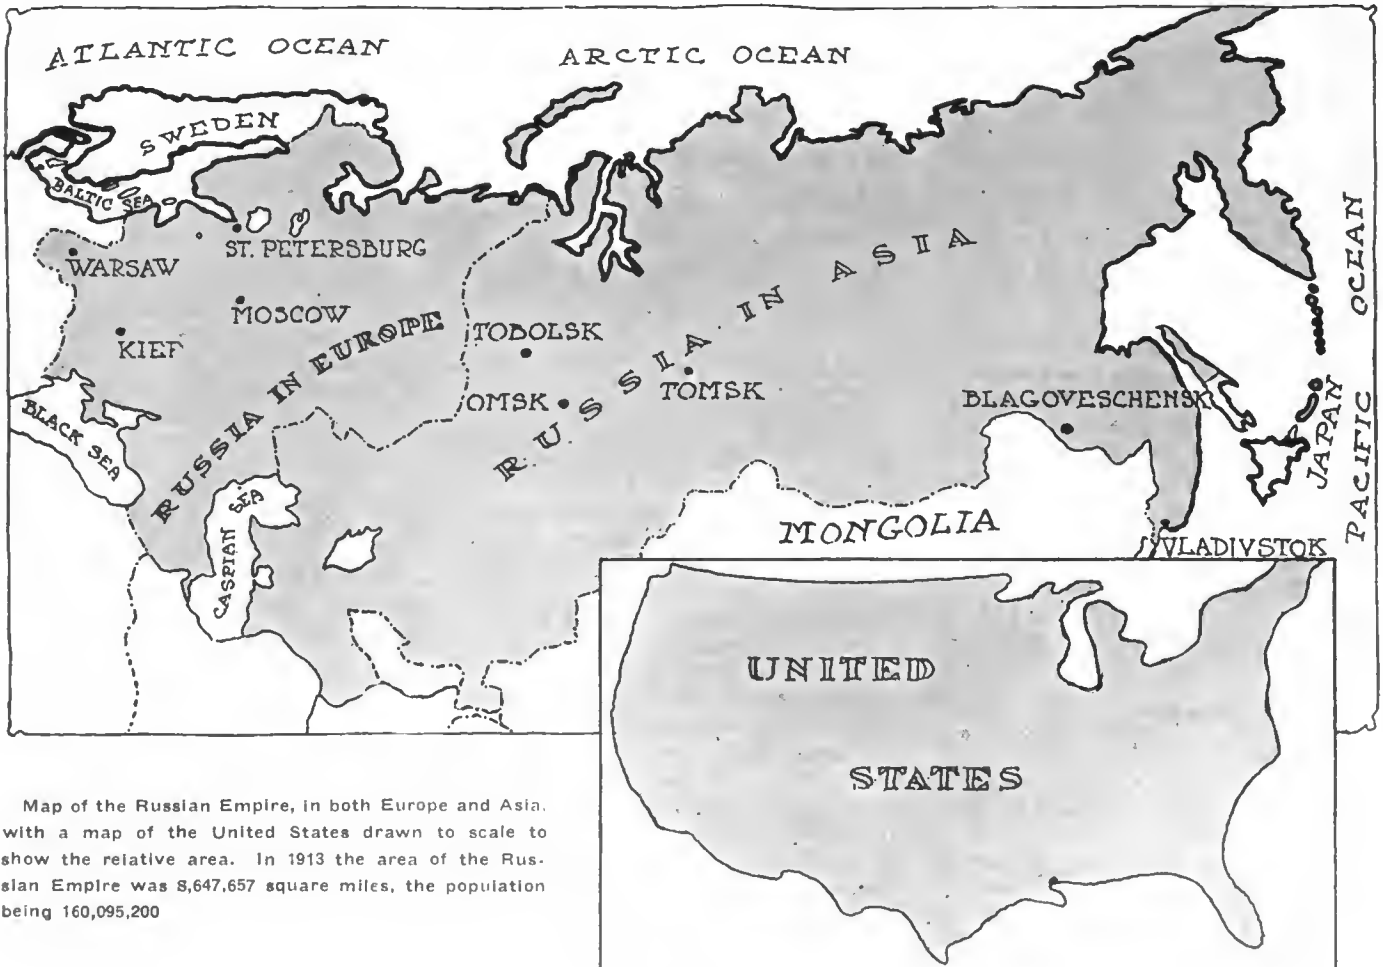 ATLANTIC OCEAN
ARCTIC OCEAN
SWEDEN
BALTIC SEA
ST. PETERSBURG
WARSAW
MOSCOW
KIEF
RUSSIA IN EUROPE
TOBOLSK
OMSK
TOMSK
RUSSIA IN ASIA
BLAGOVESCHENSK
BLACK SEA
CASPIAN SEA
MONGOLIA
VLADIVSTOK
JAPAN
PACIFIC OCEAN
UNITED
STATES
Map of the Russian Empire, in both Europe and Asia,
with a map of the United States drawn to scale to
show the relative area. In 1913 the area of the Rus-
sian Empire was 8,647,657 square miles, the population
being 160,095,200